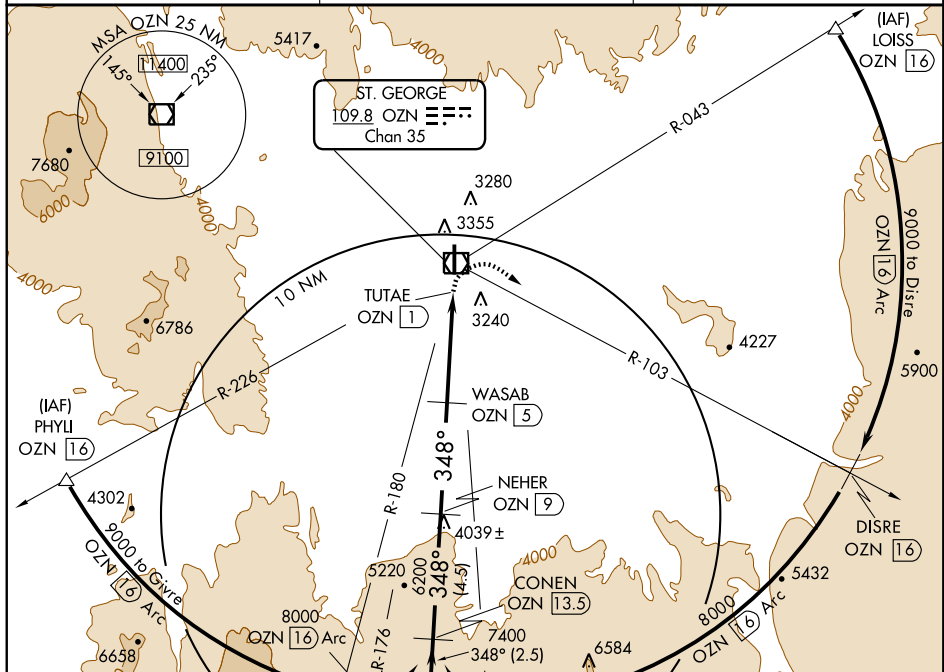 MSA OZN 25 NM
145°
11400
235°
9100
5417
4000
(IAF)
LOISS
OZN 16
ST. GEORGE
109.8 OZN
Chan 35
R-043
7680
6000
4000
3280
3355
10 NM
TUTAE
OZN 1
3240
9000 to Disre
OZN 16 Arc
4000
6786
4227
5900
R-226
R-103
4000
(IAF)
PHYLI
OZN 16
WASAB
OZN 5
348°
R-180
NEHER
OZN 9
4302
4039±
DISRE
OZN 16
9000 to Givre
OZN 16 Arc
5220
6200
348°
(4.5)
4000
CONEN
OZN 13.5
5432
8000
OZN 16 Arc
8000
OZN 16 Arc
R-176
7400
348° (2.5)
6584
6658